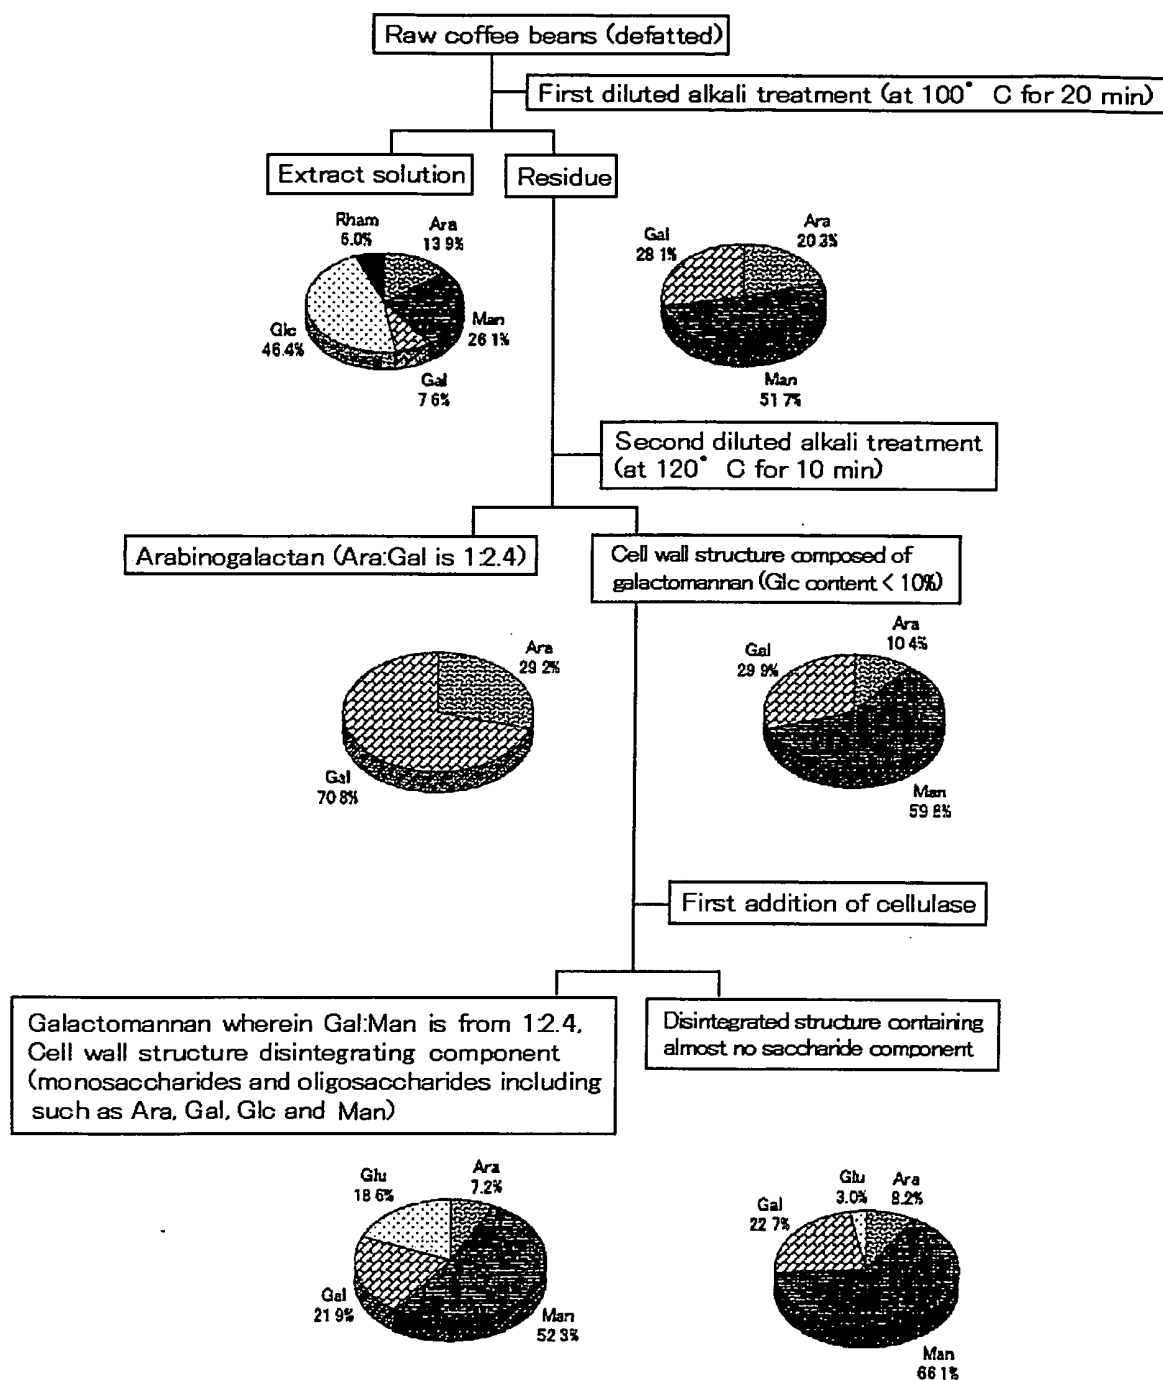 Raw coffee beans (defatted)
First diluted alkali treatment (at 100° C for 20 min)
Extract solution
Residue
Rham
6.0%
Ara
13 9%
Man
26 1%
Gal
7 6%
Glc
46.4%
Gal
28 1%
Ara
20 3%
Man
51 7%
Second diluted alkali treatment
(at 120° C for 10 min)
Arabinogalactan (Ara:Gal is 1:2.4)
Cell wall structure composed of
galactomannan (Glc content < 10%)
Ara
29 2%
Gal
70 8%
Gal
29 9%
Ara
10 4%
Man
59 8%
First addition of cellulase
Galactomannan wherein Gal:Man is from 1:2.4,
Cell wall structure disintegrating component
(monosaccharides and oligosaccharides including
such as Ara, Gal, Glc and Man)
Disintegrated structure containing
almost no saccharide component
Glu
18 6%
Ara
7.2%
Gal
21 9%
Man
52 3%
Glu
3.0%
Ara
8.2%
Gal
22 7%
Man
66 1%